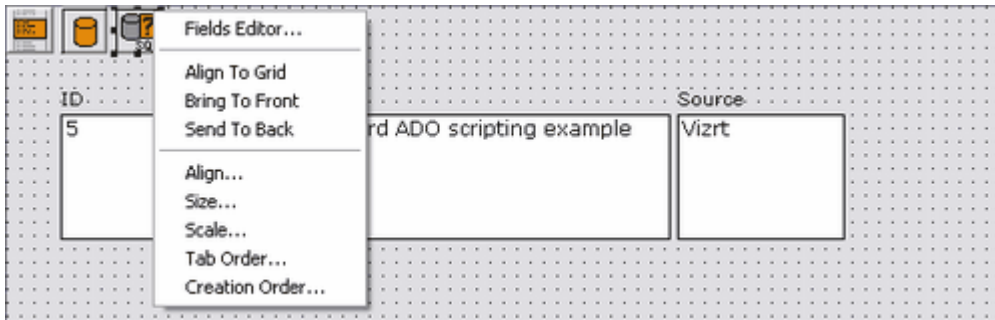 Fields Editor...
SQ
Align To Grid
Bring To Front
ID
Source
Send To Back
5
rd ADO scripting example
Vizrt
Align...
Size...
Scale...
Tab Order...
Creation Order...